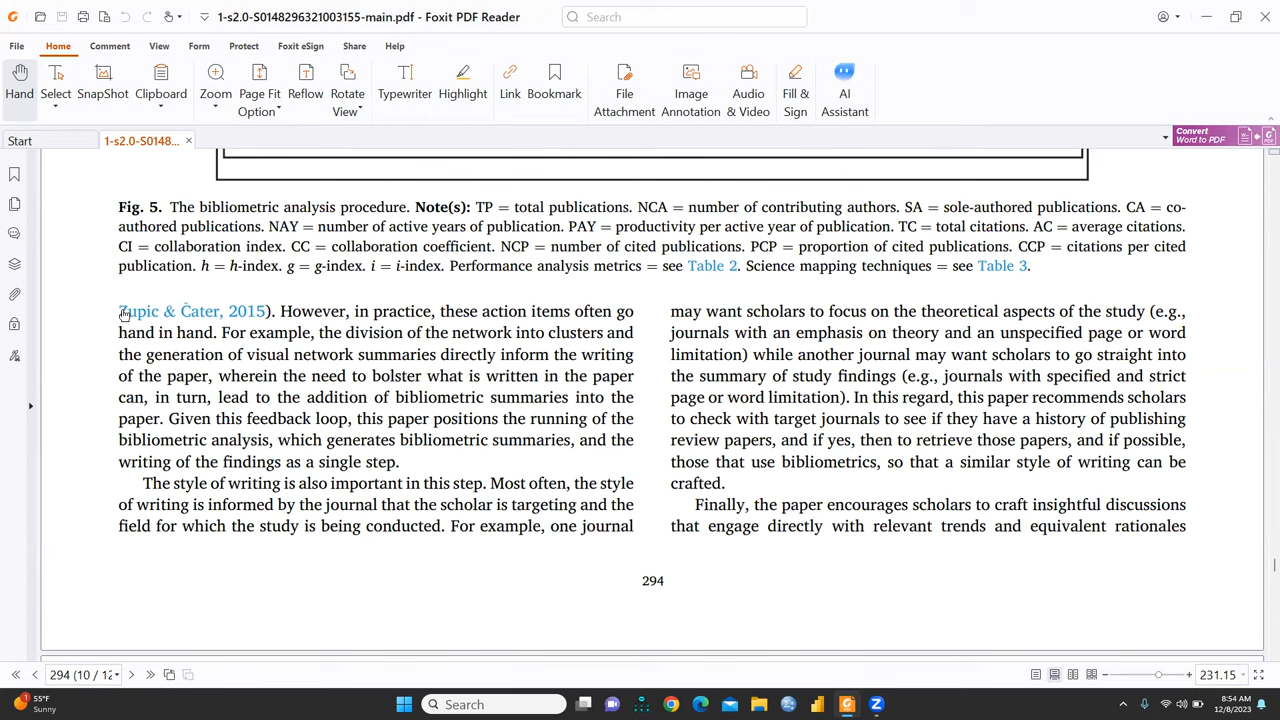 1-s2.0-S0148296321003155-main.pdf - Foxit PDF Reader
Search
File Home Comment View Form Protect Foxit eSign Share Help
Hand Select SnapShot Clipboard Zoom Page Fit Option Reflow Rotate View Typewriter Highlight Link Bookmark File Attachment Image Annotation Audio & Video Fill & Sign AI Assistant
Start 1-s2.0-S0148...
Convert
Word to PDF
Fig. 5. The bibliometric analysis procedure. Note(s): TP = total publications. NCA = number of contributing authors. SA = sole-authored publications. CA = co-
authored publications. NAY = number of active years of publication. PAY = productivity per active year of publication. TC = total citations. AC = average citations.
CI = collaboration index. CC = collaboration coefficient. NCP = number of cited publications. PCP = proportion of cited publications. CCP = citations per cited
publication. h = h-index. g = g-index. i = i-index. Performance analysis metrics = see Table 2. Science mapping techniques = see Table 3.
Zupic & Čater, 2015). However, in practice, these action items often go
hand in hand. For example, the division of the network into clusters and
the generation of visual network summaries directly inform the writing
of the paper, wherein the need to bolster what is written in the paper
can, in turn, lead to the addition of bibliometric summaries into the
paper. Given this feedback loop, this paper positions the running of the
bibliometric analysis, which generates bibliometric summaries, and the
writing of the findings as a single step.
The style of writing is also important in this step. Most often, the style
of writing is informed by the journal that the scholar is targeting and the
field for which the study is being conducted. For example, one journal
may want scholars to focus on the theoretical aspects of the study (e.g.,
journals with an emphasis on theory and an unspecified page or word
limitation) while another journal may want scholars to go straight into
the summary of study findings (e.g., journals with specified and strict
page or word limitation). In this regard, this paper recommends scholars
to check with target journals to see if they have a history of publishing
review papers, and if yes, then to retrieve those papers, and if possible,
those that use bibliometrics, so that a similar style of writing can be
crafted.
Finally, the paper encourages scholars to craft insightful discussions
that engage directly with relevant trends and equivalent rationales
294
294 (10 / 12
231.15
55°F
Sunny
Search
8:54 AM
12/8/2023